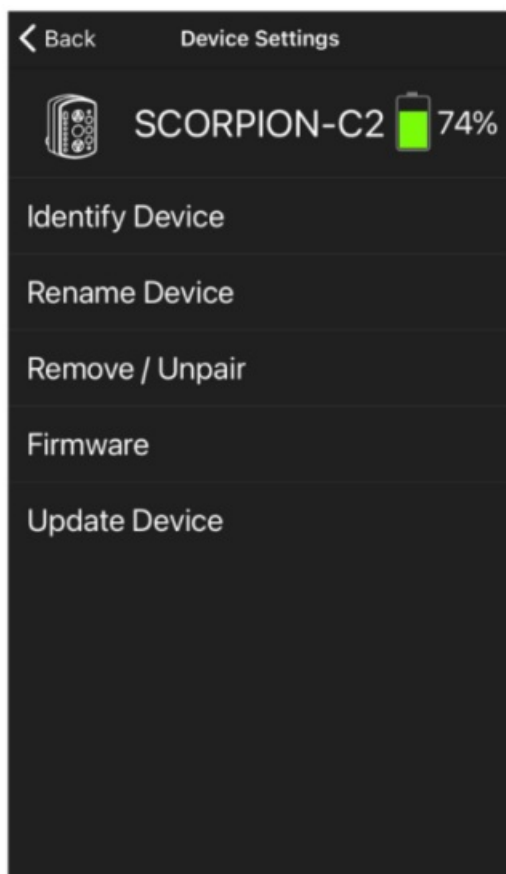 Back Device Settings
SCORPION-C2 74%
Identify Device
Rename Device
Remove / Unpair
Firmware
Update Device